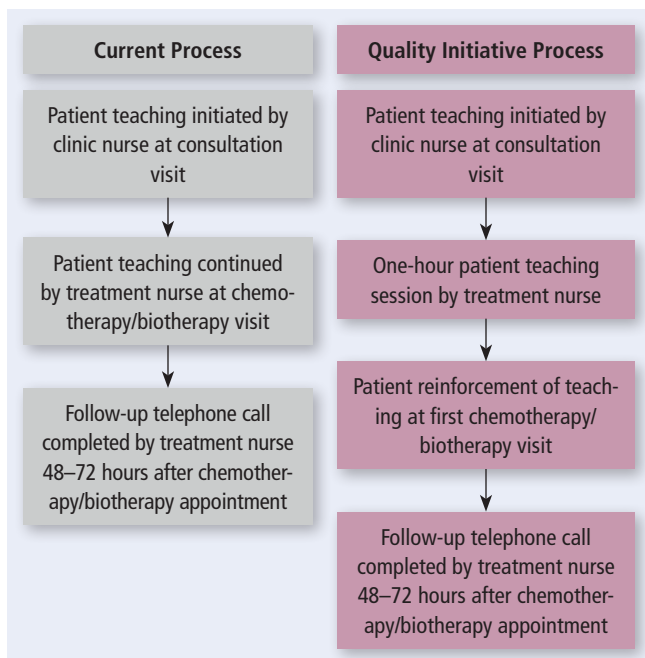 Current Process
Patient teaching initiated by
clinic nurse at consultation
visit
Patient teaching continued
by treatment nurse at chemo-
therapy/biotherapy visit
Follow-up telephone call
completed by treatment nurse
48–72 hours after chemother-
apy/biotherapy appointment
Quality Initiative Process
Patient teaching initiated by
clinic nurse at consultation
visit
One-hour patient teaching
session by treatment nurse
Patient reinforcement of teach-
ing at first chemotherapy/
biotherapy visit
Follow-up telephone call
completed by treatment nurse
48–72 hours after chemother-
apy/biotherapy appointment